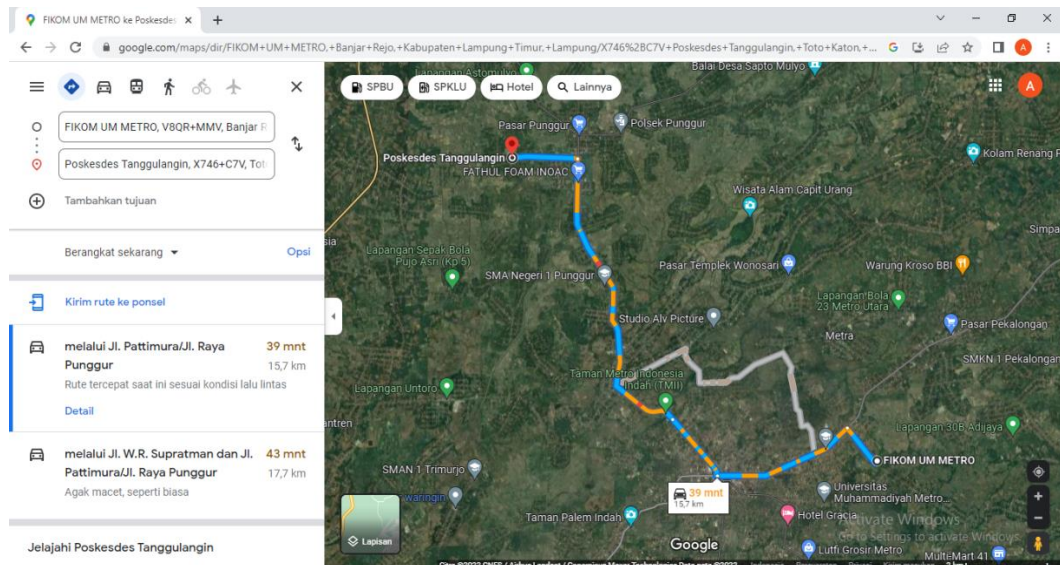 FIKOM UM METRO ke Poskesdes
google.com/maps/dir/FIKOM+UM+METRO,+Banjar+Rejo,+Kabupaten+Lampung+Timur,+Lampung/X746%2BC7V+Poskesdes+Tanggulangin,+Toto+Katon,+...
A
FIKOM UM METRO, V8QR+MMV, Banjar R
Poskesdes Tanggulangin, X746+C7V, Tot
Tambahkan tujuan
Berangkat sekarang
Opsi
Kirim rute ke ponsel
melalui Jl. Pattimura/Jl. Raya Punggur
39 mnt
15,7 km
Rute tercepat saat ini sesuai kondisi lalu lintas
Detail
melalui Jl. W.R. Supratman dan Jl. Pattimura/Jl. Raya Punggur
43 mnt
17,7 km
Agak macet, seperti biasa
Jelajahi Poskesdes Tanggulangin
SPBU
SPKLU
Hotel
Lainnya
A
Lapangan Astomulyo
Balai Desa Sapto Mulyo
Pasar Punggur
Polsek Punggur
Poskesdes Tanggulangin
FATHUL FOAM INOAC
Kolam Renang
Wisata Alam Capit Urang
Lapangan Sepak Bola
Pujo Asri (Kp 5)
SMA Negeri 1 Punggur
Pasar Templek Wonosari
Warung Kroso BBI
Lapangan Bola
23 Metro Utara
Studio Alv Picture
Metra
Pasar Pekalongan
SMKN 1 Pekalongan
Taman Metro Indonesia
Indah (TMII)
Lapangan Untoro
Lapangan 30B Adijaya
SMAN 1 Trimurjo
FIKOM UM METRO
39 mnt
15,7 km
Universitas
Muhammadiyah Metro...
Taman Palem Indah
Hotel Gracia
Activate Windows
Go to Settings to activate Windows.
Lapisan
Google
Lutfi Grosir Metro
Multi-Mart 41